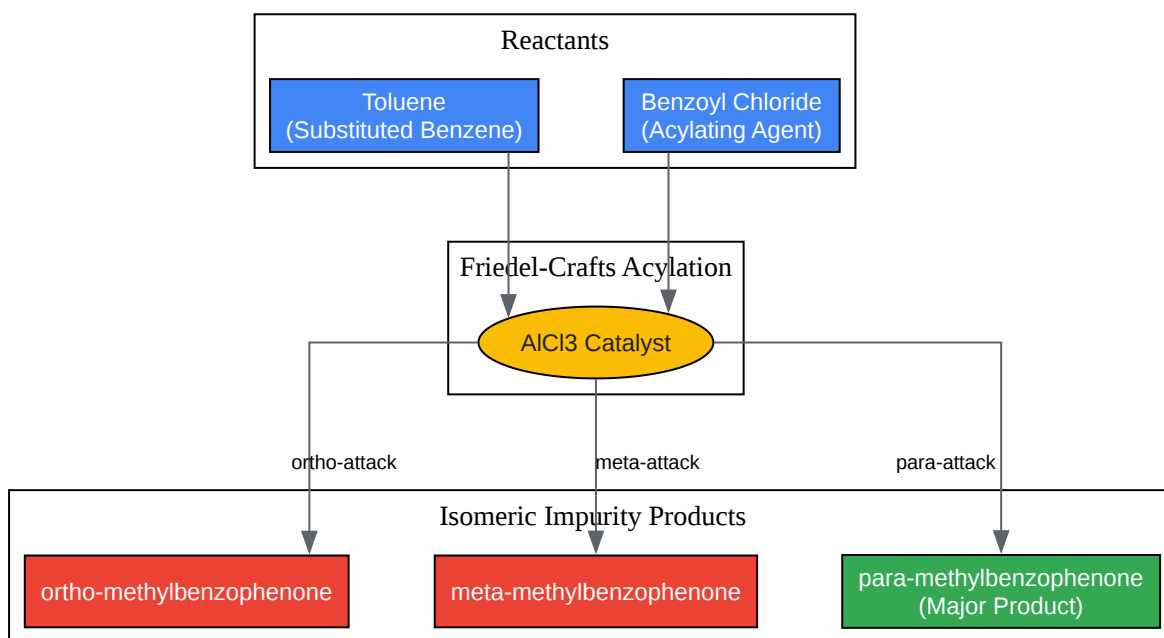 Reactants
Toluene
(Substituted Benzene)
Benzoyl Chloride
(Acylating Agent)
Friedel-Crafts Acylation
AlCl3 Catalyst
ortho-attack
meta-attack
para-attack
Isomeric Impurity Products
ortho-methylbenzophenone
meta-methylbenzophenone
para-methylbenzophenone
(Major Product)